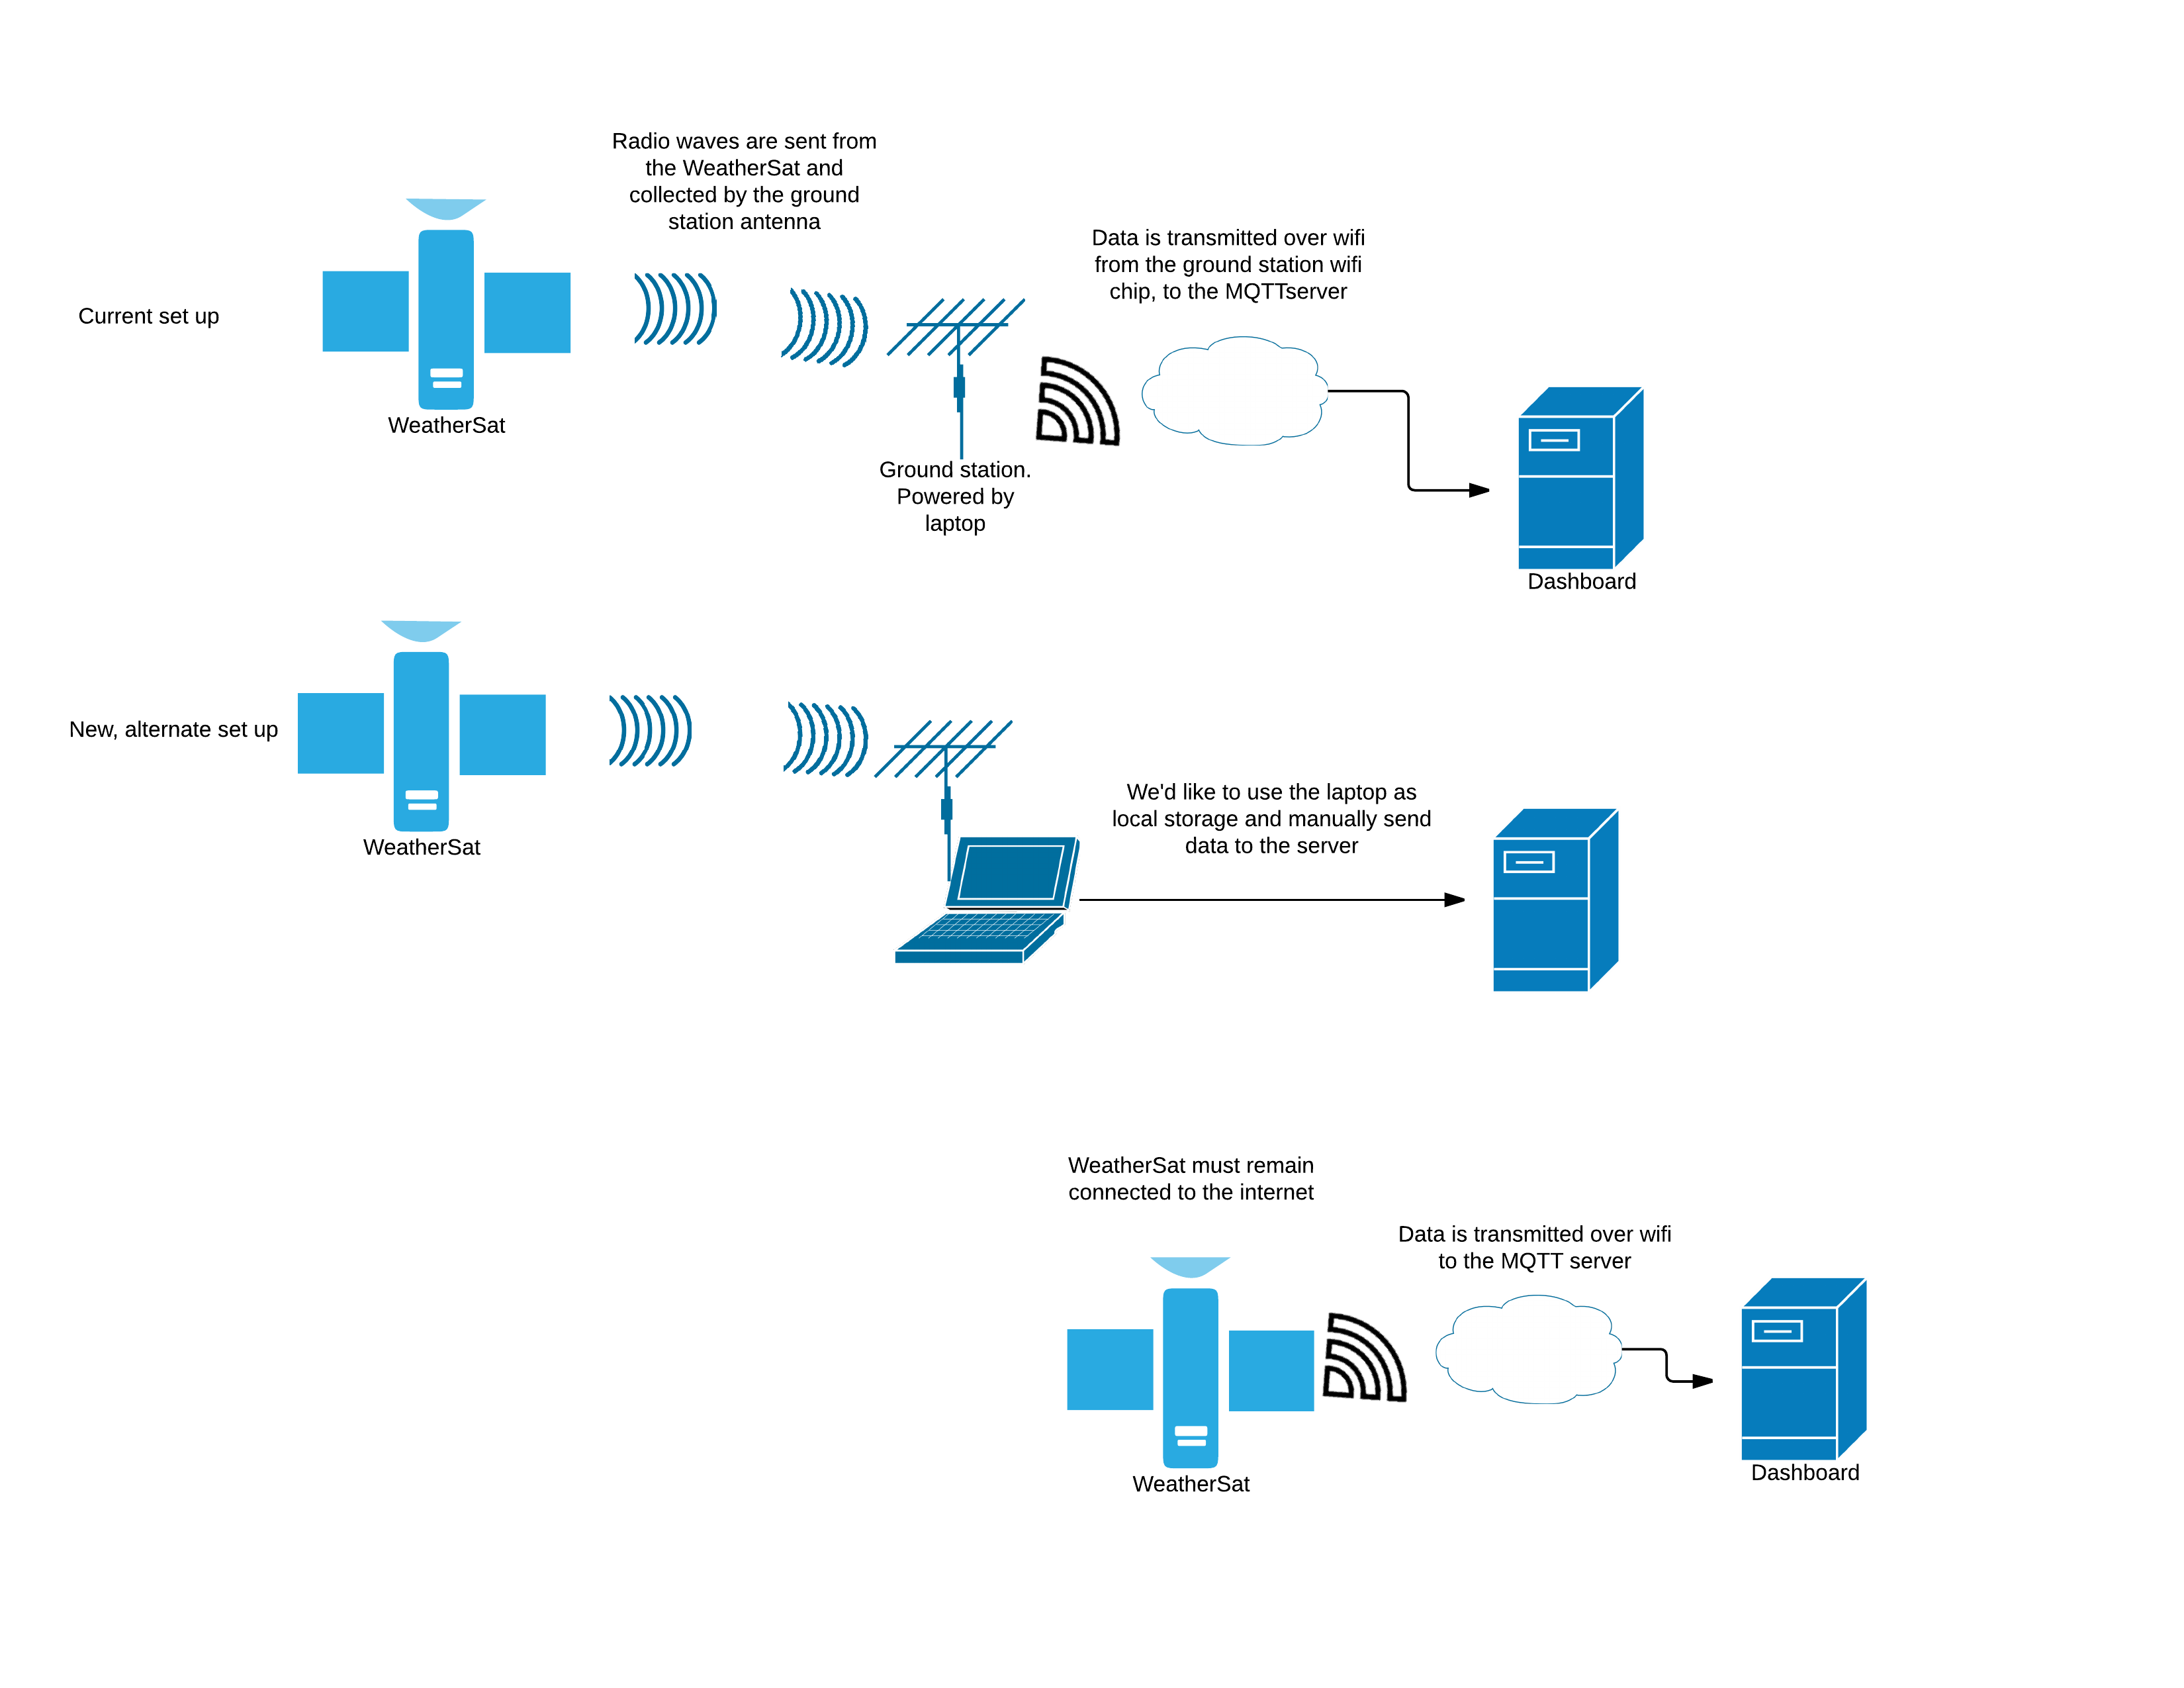 Radio waves are sent from
the WeatherSat and
collected by the ground
station antenna
Data is transmitted over wifi
from the ground station wifi
chip, to the MQTTserver
Current set up
WeatherSat
Ground station.
Powered by
laptop
Dashboard
New, alternate set up
We'd like to use the laptop as
local storage and manually send
data to the server
WeatherSat
WeatherSat must remain
connected to the internet
Data is transmitted over wifi
to the MQTT server
WeatherSat
Dashboard